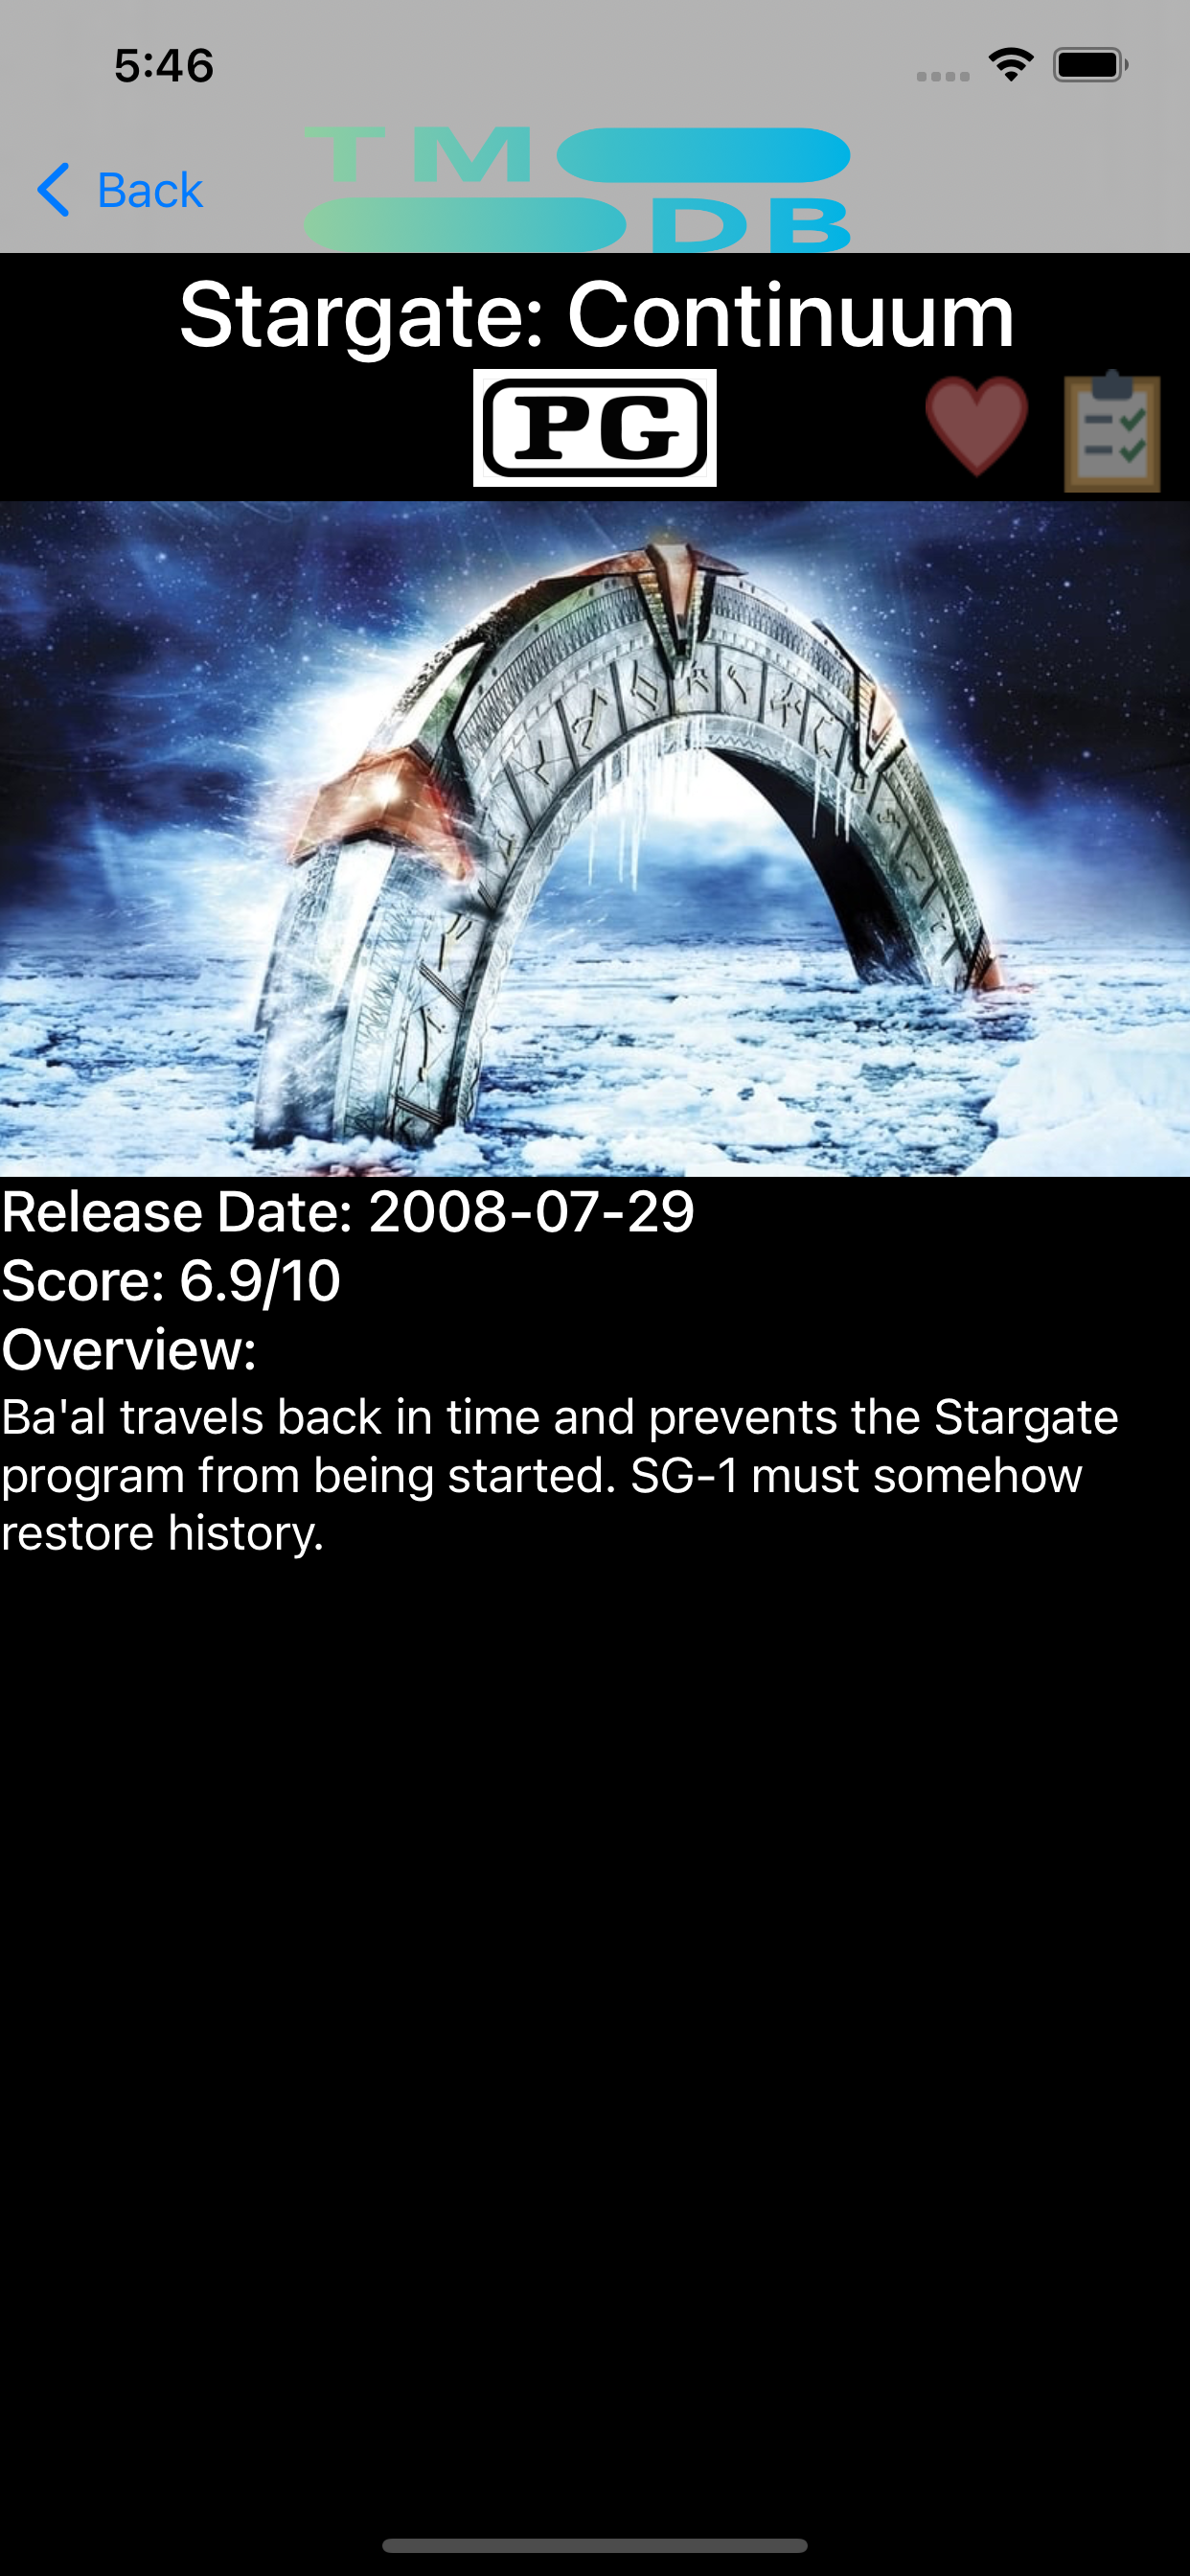 5:46
TM
Back
DB
Stargate: Continuum
PG
Release Date: 2008-07-29
Score: 6.9/10
Overview:
Ba'al travels back in time and prevents the Stargate
program from being started. SG-1 must somehow
restore history.